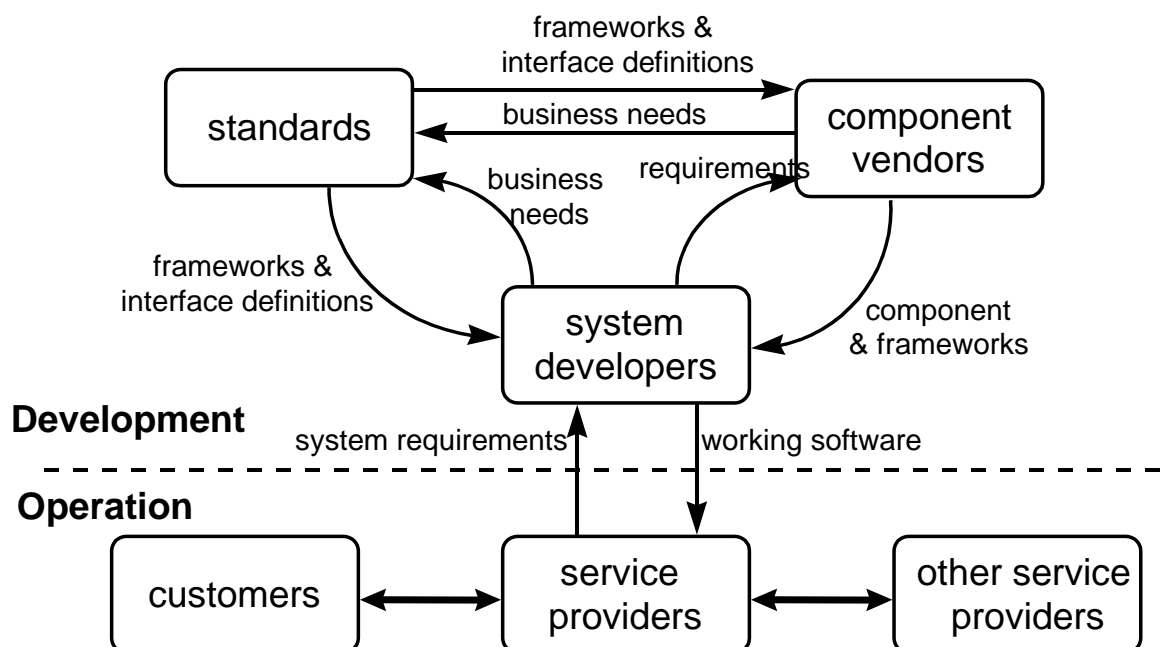 frameworks &
interface definitions
standards
business needs
component
vendors
requirements
business
needs
frameworks &
interface definitions
system
developers
component
& frameworks
Development
system requirements
working software
Operation
customers
service
providers
other service
providers